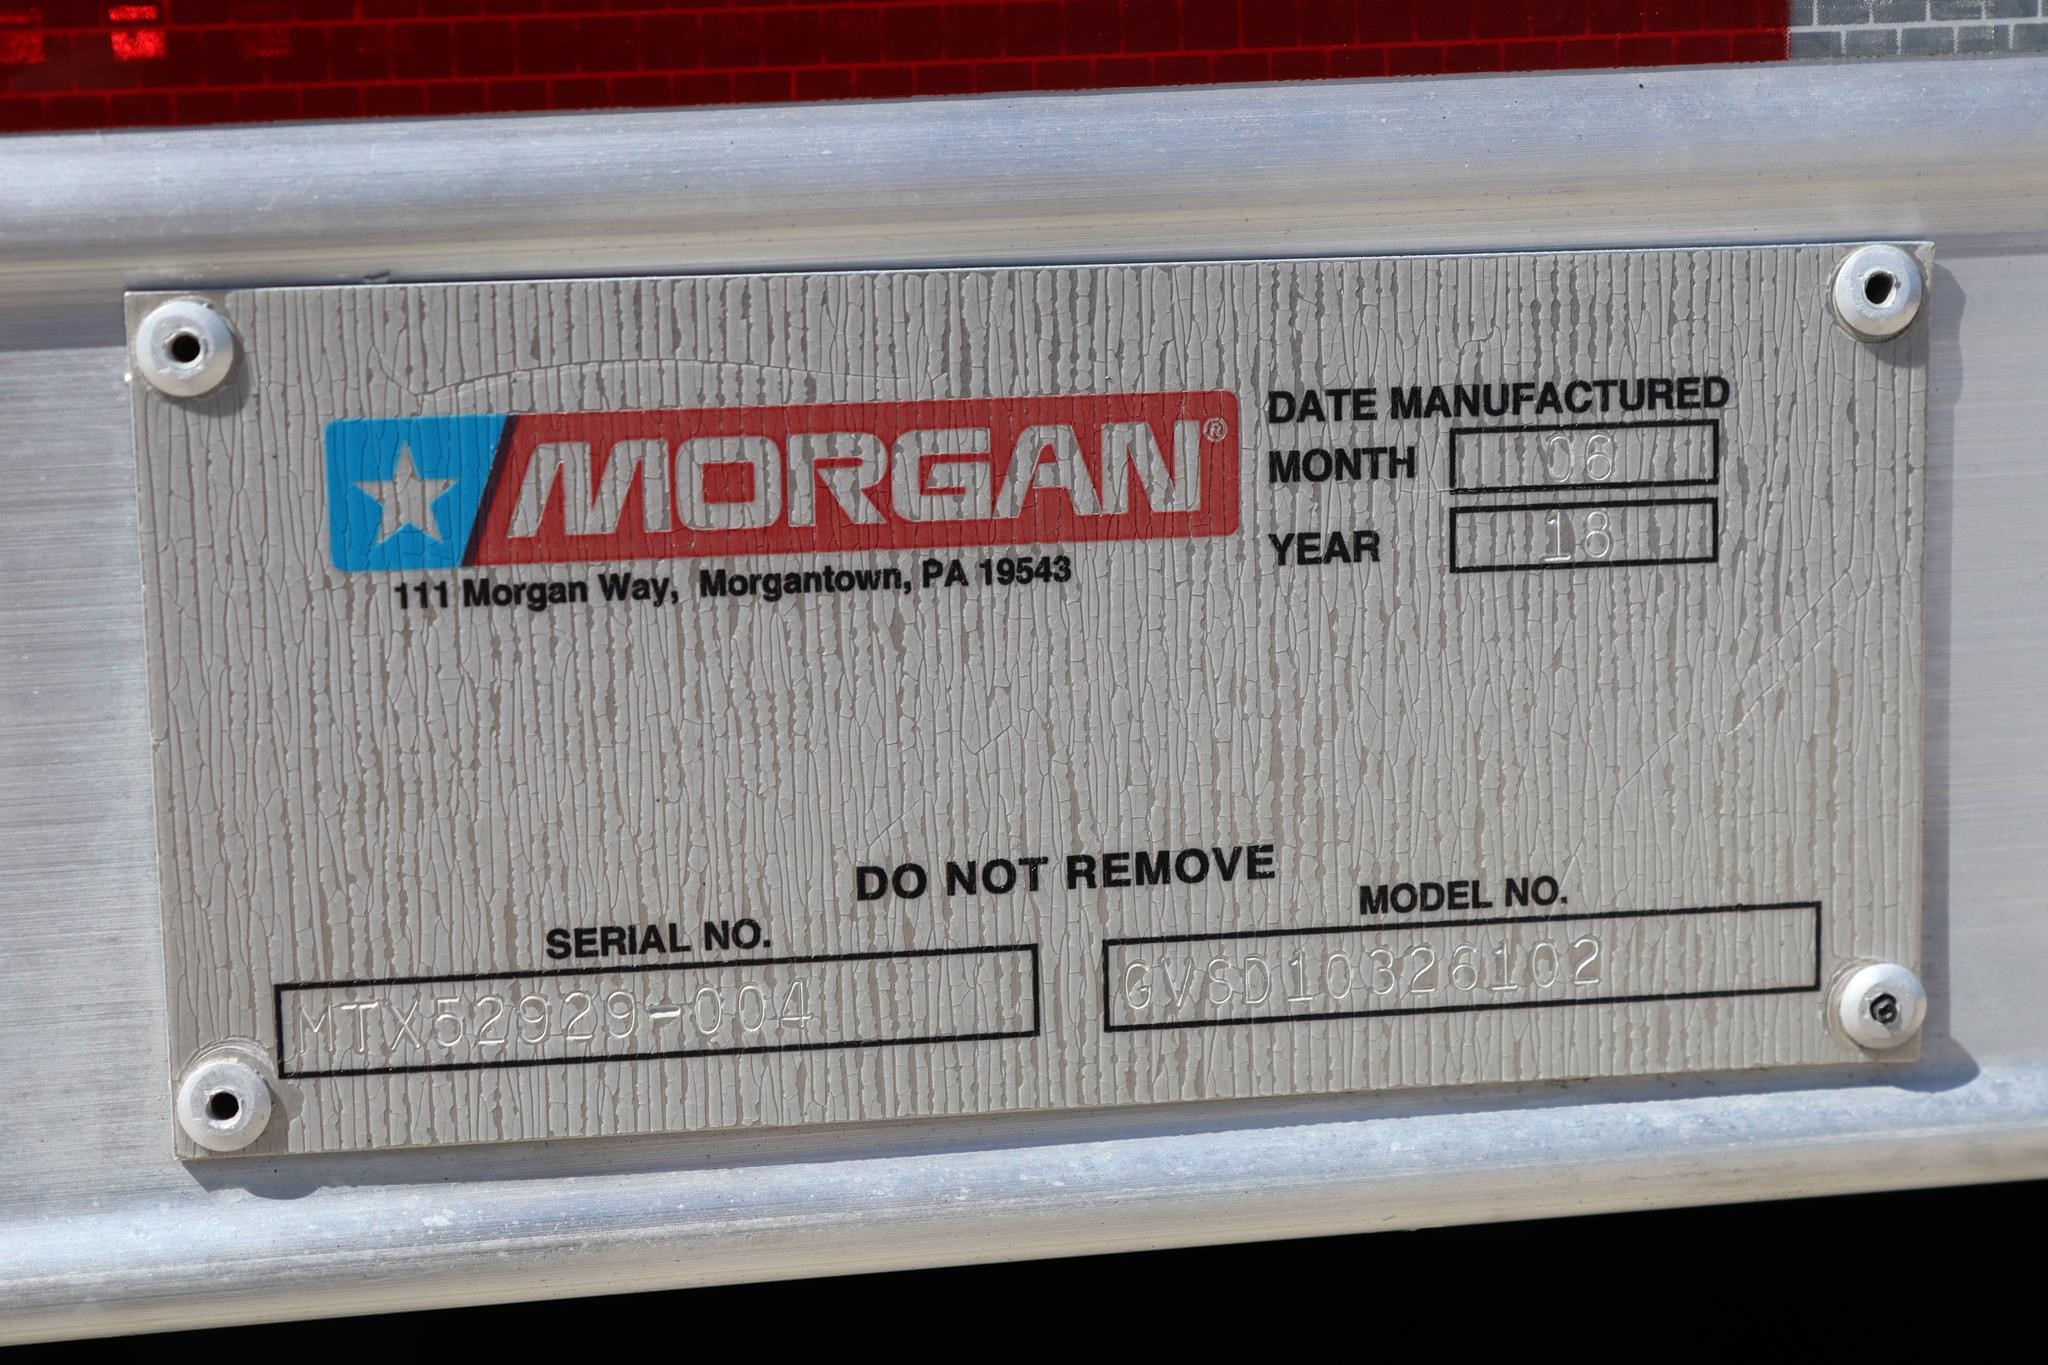 MORGAN®
111 Morgan Way, Morgantown, PA 19543
DATE MANUFACTURED
MONTH 06
YEAR 18
DO NOT REMOVE
SERIAL NO.
MTX52929-004
MODEL NO.
GVSD10326102